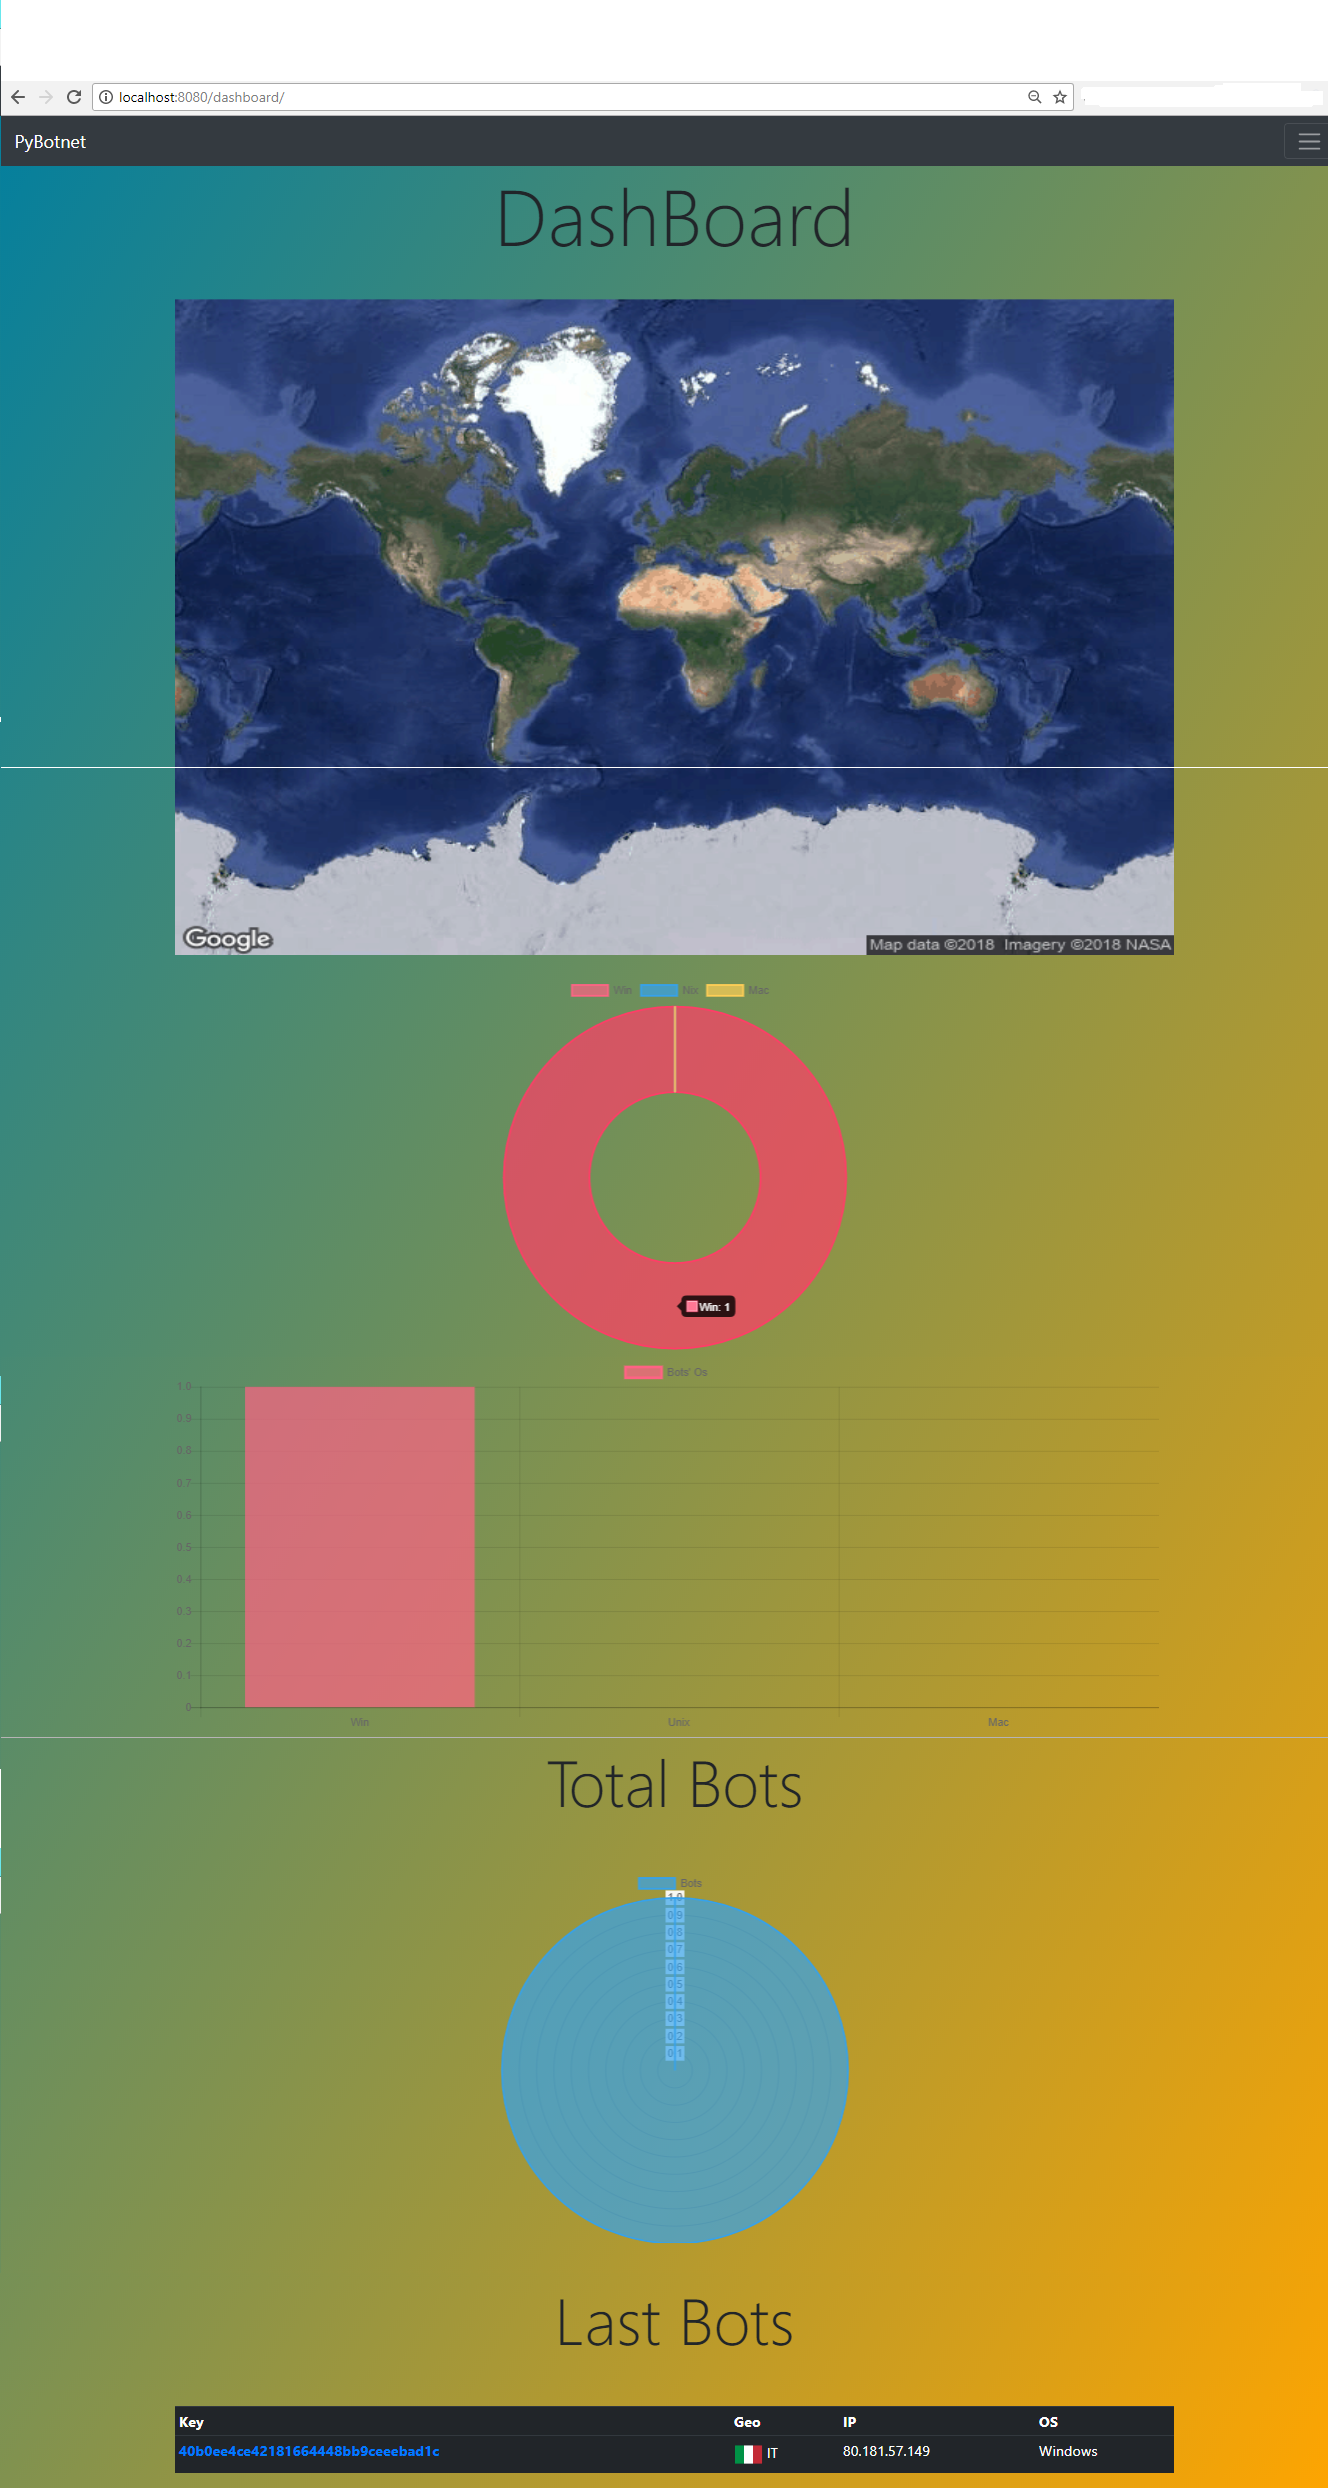 localhost:8080/dashboard/
PyBotnet
DashBoard
Google
Map data ©2018 Imagery ©2018 NASA
Win Nix Mac
Win: 1
Bots' Os
1.0
0.9
0.8
0.7
0.6
0.5
0.4
0.3
0.2
0.1
0
Win Unix Mac
Total Bots
Bots
1.0
0.9
0.8
0.7
0.6
0.5
0.4
0.3
0.2
0.1
Last Bots
Key Geo IP OS
40b0ee4ce42181664448bb9ceeebad1c IT 80.181.57.149 Windows